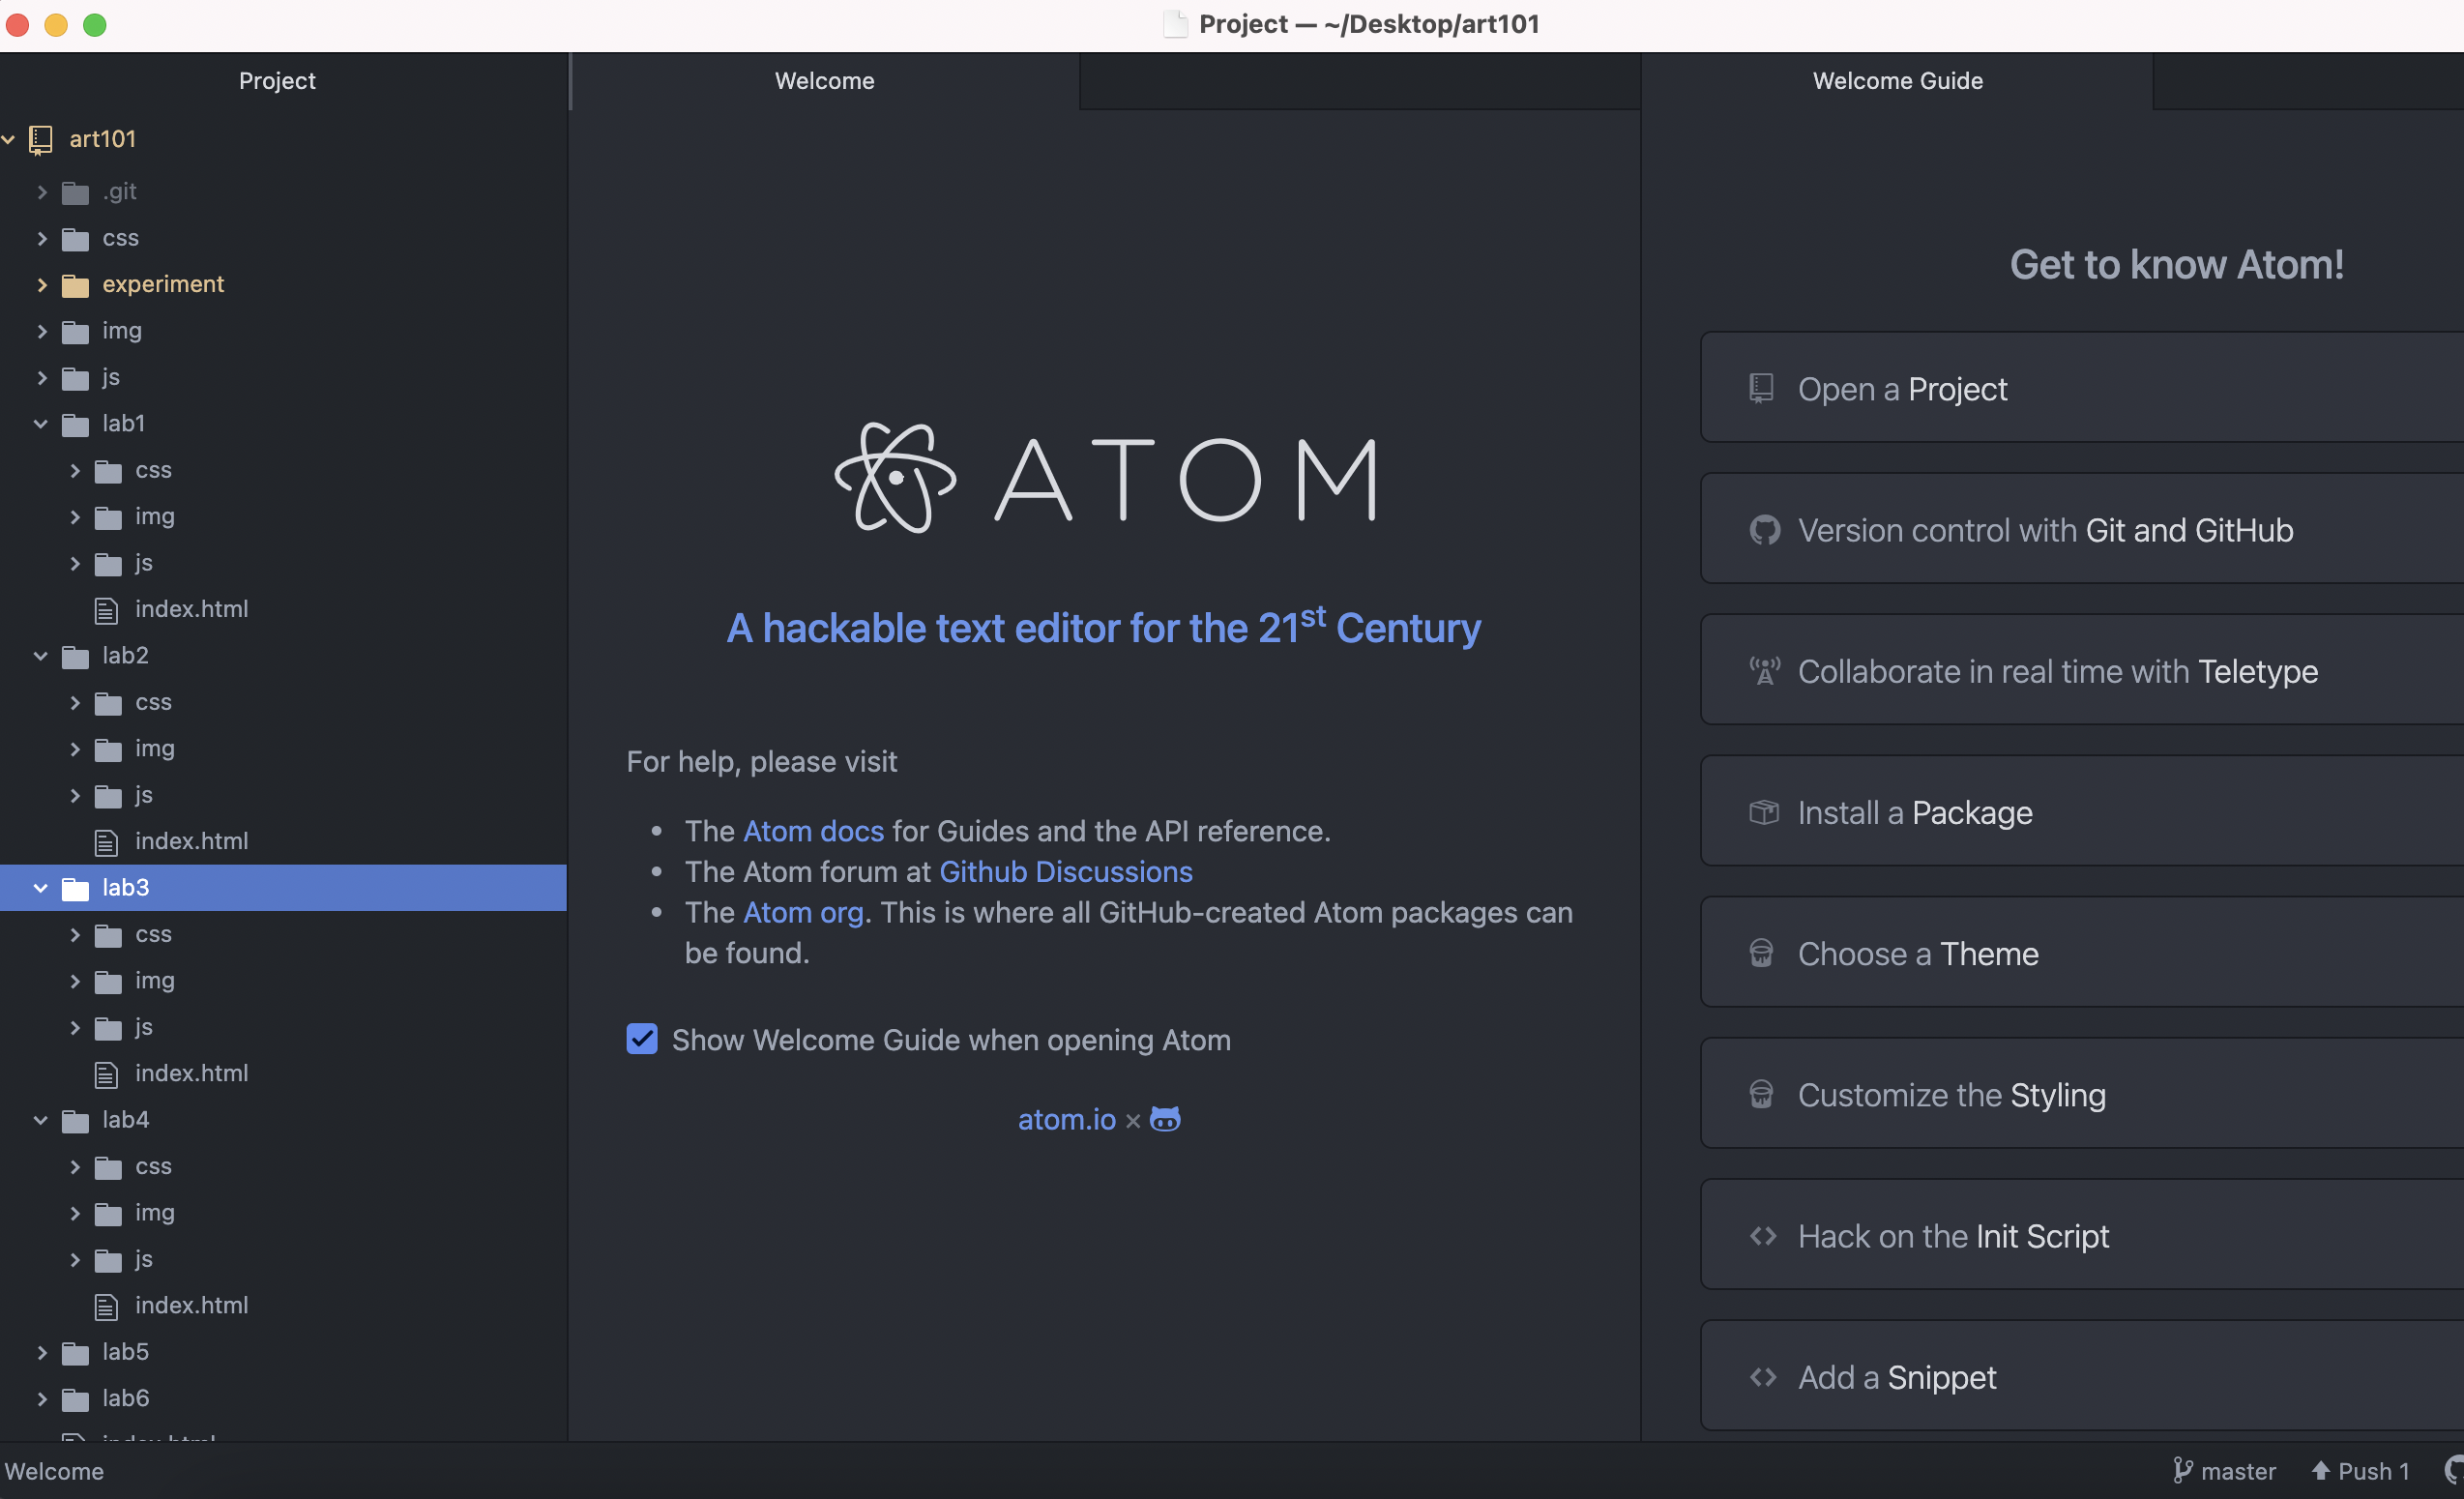 Project — ~/Desktop/art101
Project
Welcome
Welcome Guide
art101
.git
css
experiment
img
js
lab1
css
img
js
index.html
lab2
css
img
js
index.html
lab3
css
img
js
index.html
lab4
css
img
js
index.html
lab5
lab6
index.html
ATOM
A hackable text editor for the 21st Century
For help, please visit
• The Atom docs for Guides and the API reference.
• The Atom forum at Github Discussions
• The Atom org. This is where all GitHub-created Atom packages can
be found.
Show Welcome Guide when opening Atom
atom.io ×
Get to know Atom!
Open a Project
Version control with Git and GitHub
Collaborate in real time with Teletype
Install a Package
Choose a Theme
Customize the Styling
Hack on the Init Script
Add a Snippet
Welcome
master
Push 1